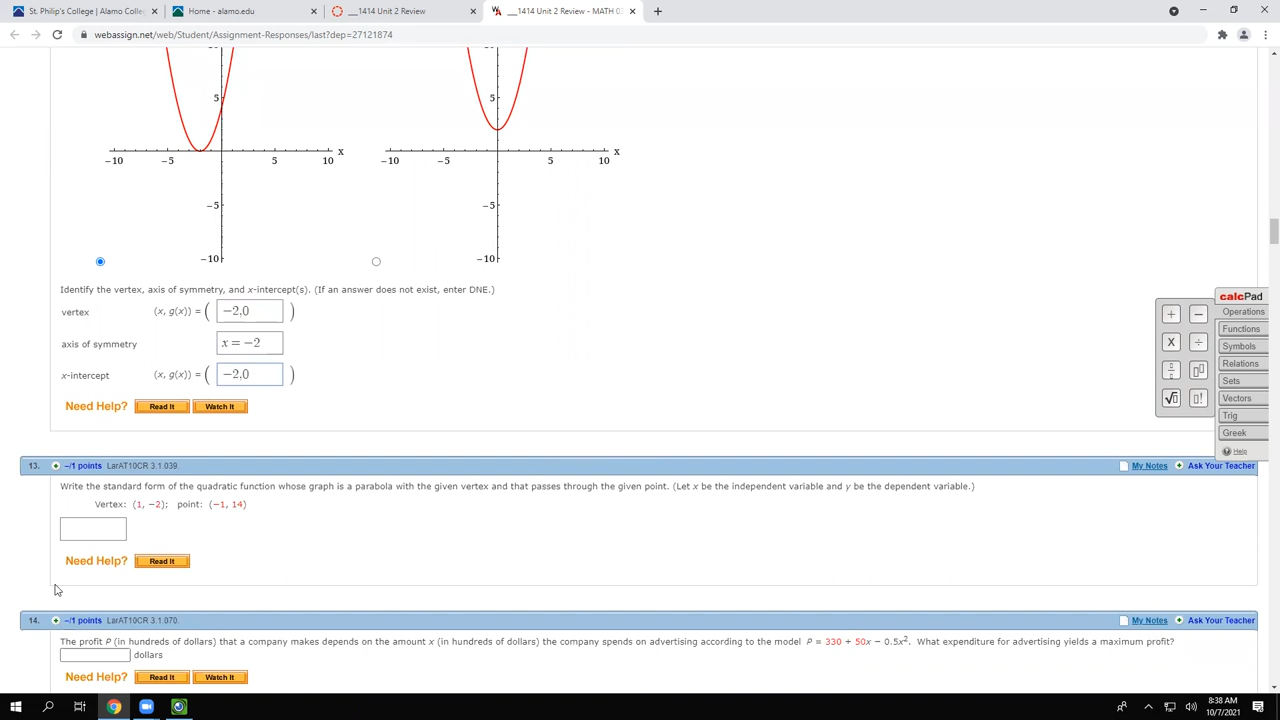 St. Philip's College | Alamo Colleg
Home - alamo.edu
__1414 Unit 2 Review
__1414 Unit 2 Review - MATH 03
webassign.net/web/Student/Assignment-Responses/last?dep=27121874
5
5
-10 -5 5 10 x
-10 -5 5 10 x
-5
-5
-10
-10
Identify the vertex, axis of symmetry, and x-intercept(s). (If an answer does not exist, enter DNE.)
vertex (x, g(x)) = ( −2,0 )
axis of symmetry x = −2
x-intercept (x, g(x)) = ( −2,0 )
Need Help? Read It Watch It
calcPad
Operations
Functions
Symbols
Relations
Sets
Vectors
Trig
Greek
Help
13. –/1 points LarAT10CR 3.1.039. My Notes Ask Your Teacher
Write the standard form of the quadratic function whose graph is a parabola with the given vertex and that passes through the given point. (Let x be the independent variable and y be the dependent variable.)
Vertex: (1, −2); point: (−1, 14)
Need Help? Read It
14. –/1 points LarAT10CR 3.1.070. My Notes Ask Your Teacher
The profit P (in hundreds of dollars) that a company makes depends on the amount x (in hundreds of dollars) the company spends on advertising according to the model P = 330 + 50x − 0.5x². What expenditure for advertising yields a maximum profit?
dollars
Need Help? Read It Watch It
8:38 AM
10/7/2021